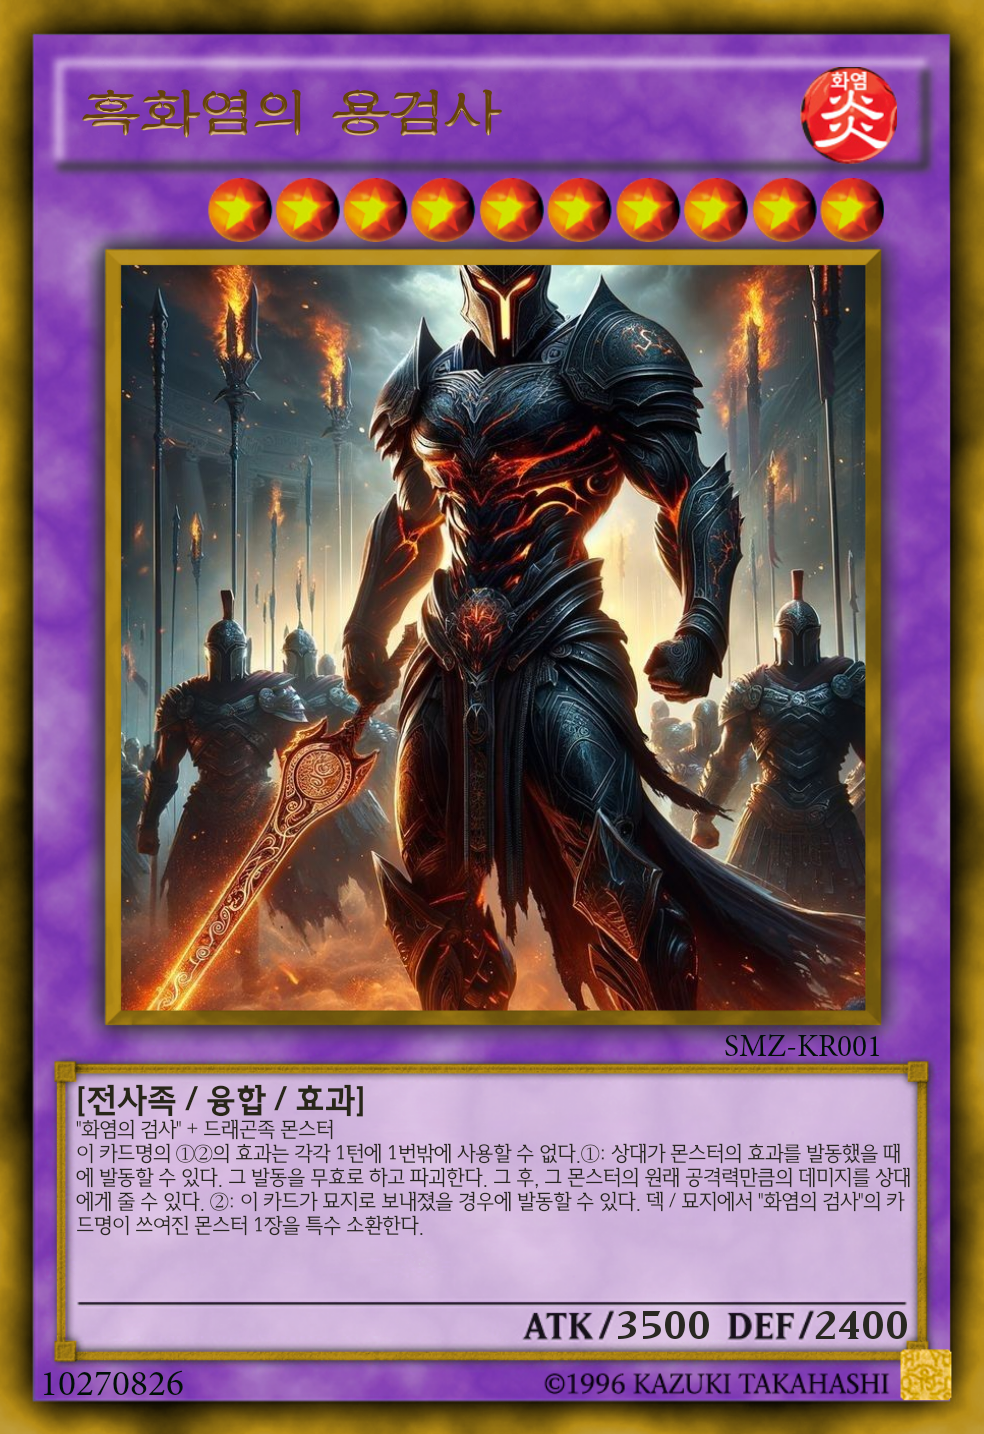 흑화염의 용검사
화염
炎
SMZ-KR001
[전사족 / 융합 / 효과]
"화염의 검사" + 드래곤족 몬스터
이 카드명의 ①②의 효과는 각각 1턴에 1번밖에 사용할 수 없다.①: 상대가 몬스터의 효과를 발동했을 때
에 발동할 수 있다. 그 발동을 무효로 하고 파괴한다. 그 후, 그 몬스터의 원래 공격력만큼의 데미지를 상대
에게 줄 수 있다. ②: 이 카드가 묘지로 보내졌을 경우에 발동할 수 있다. 덱 / 묘지에서 "화염의 검사"의 카
드명이 쓰여진 몬스터 1장을 특수 소환한다.
ATK/3500 DEF/2400
10270826
©1996 KAZUKI TAKAHASHI